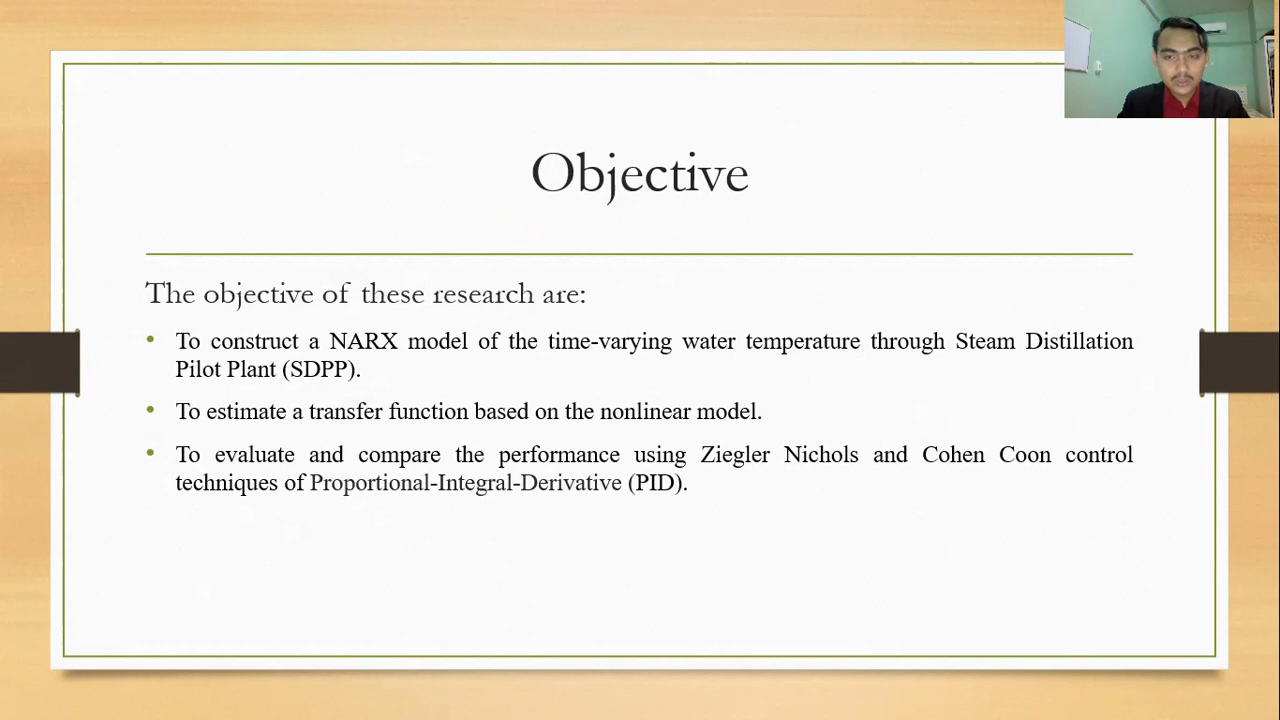 Objective
The objective of these research are:
• To construct a NARX model of the time-varying water temperature through Steam Distillation
Pilot Plant (SDPP).
• To estimate a transfer function based on the nonlinear model.
• To evaluate and compare the performance using Ziegler Nichols and Cohen Coon control
techniques of Proportional-Integral-Derivative (PID).